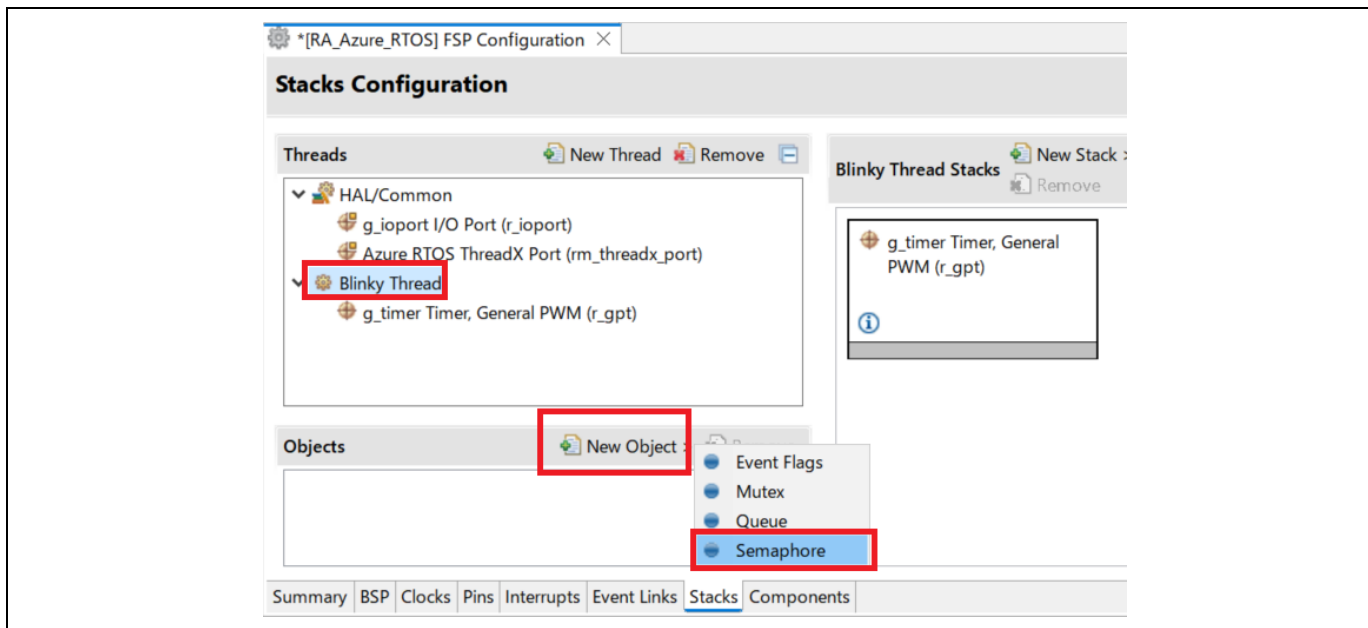 *[RA_Azure_RTOS] FSP Configuration
Stacks Configuration
Threads
New Thread
Remove
HAL/Common
g_ioport I/O Port (r_ioport)
Azure RTOS ThreadX Port (rm_threadx_port)
Blinky Thread
g_timer Timer, General PWM (r_gpt)
Blinky Thread Stacks
New Stack >
Remove
g_timer Timer, General
PWM (r_gpt)
Objects
New Object
Event Flags
Mutex
Queue
Semaphore
Summary BSP Clocks Pins Interrupts Event Links Stacks Components